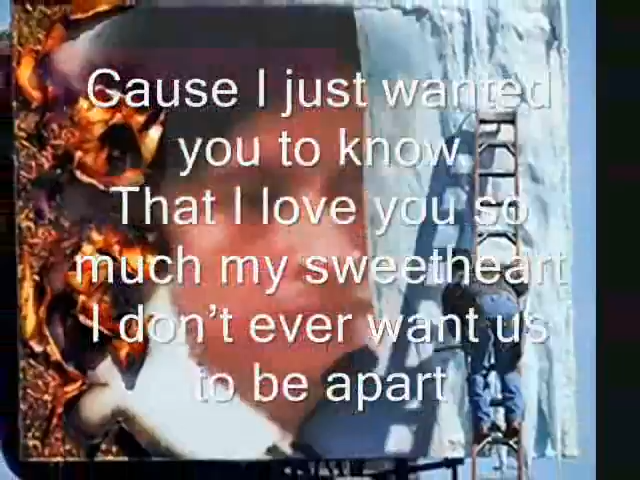 Cause I just wanted
you to know
That I love you so
much my sweetheart
I don't ever want us
to be apart